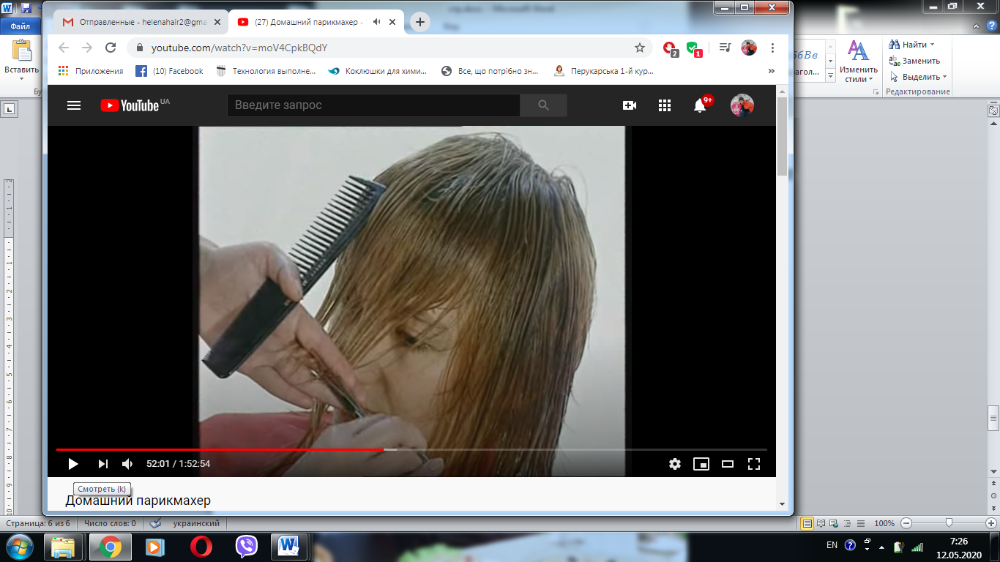 Отправленные - helenahair2@gma
(27) Домашний парикмахер -
Файл
youtube.com/watch?v=moV4CpkBQdY
2
1
Вставить
Приложения
(10) Facebook
Технология выполне...
Коклюшки для хими...
Все, що потрібно зн...
Перукарська 1-й кур...
»
Изменить стили
Найти
Заменить
Выделить
Редактирование
YouTube UA
Введите запрос
9+
52:01 / 1:52:54
Смотреть (k)
Домашний парикмахер
Страница: 6 из 6
Число слов: 0
украинский
100%
EN
7:26
12.05.2020